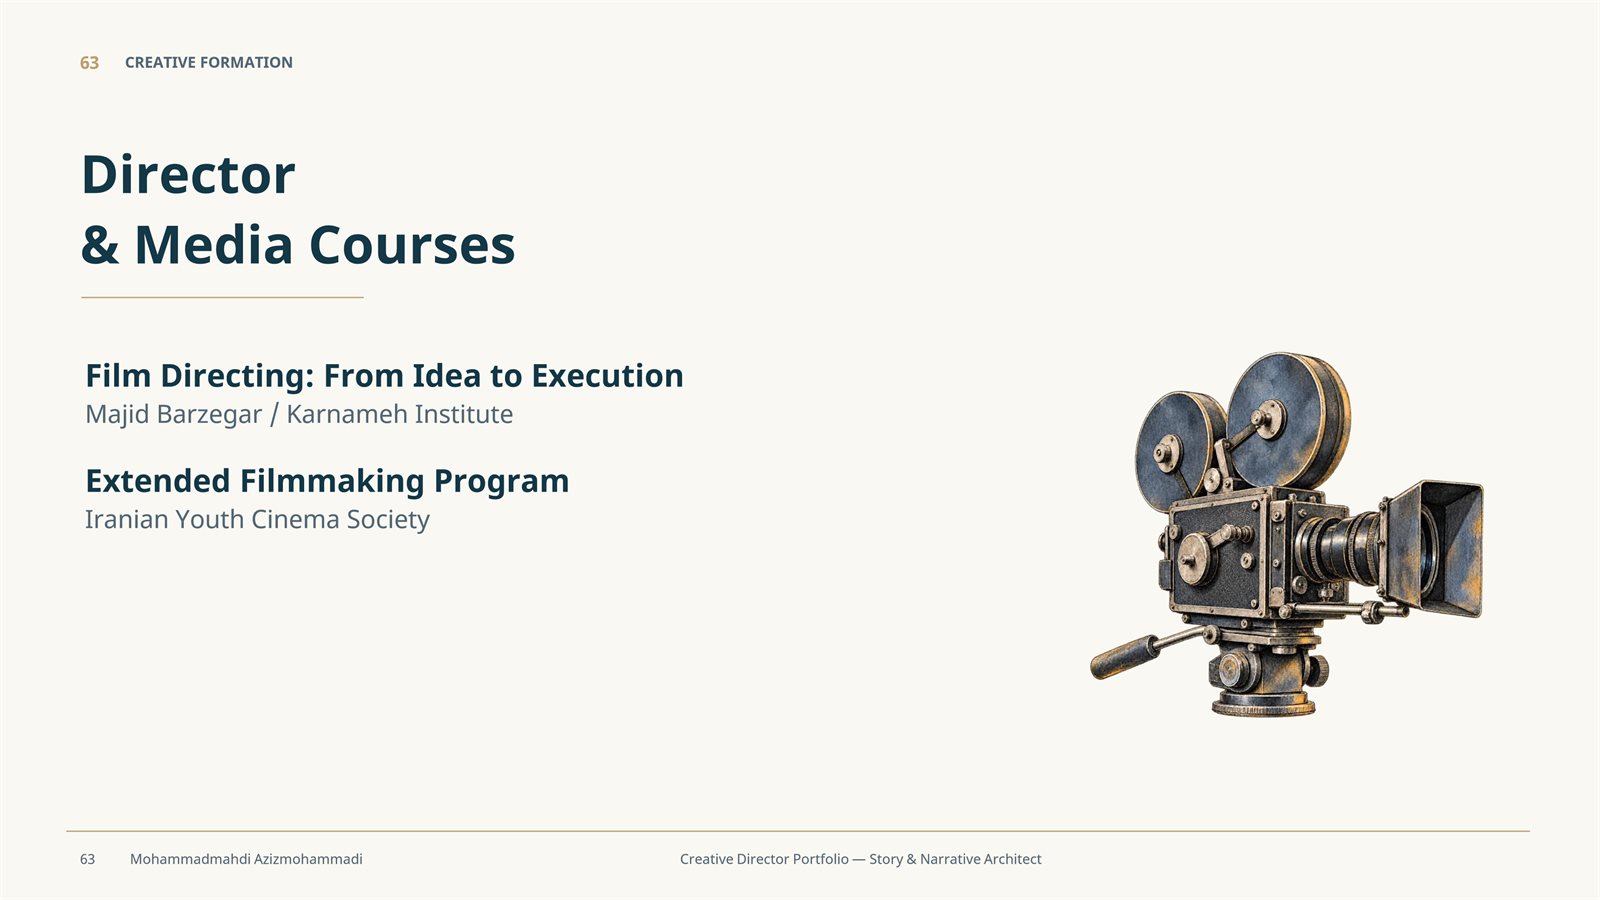 63 CREATIVE FORMATION
Director
& Media Courses
Film Directing: From Idea to Execution
Majid Barzegar / Karnameh Institute
Extended Filmmaking Program
Iranian Youth Cinema Society
63 Mohammadmahdi Azizmohammadi Creative Director Portfolio — Story & Narrative Architect